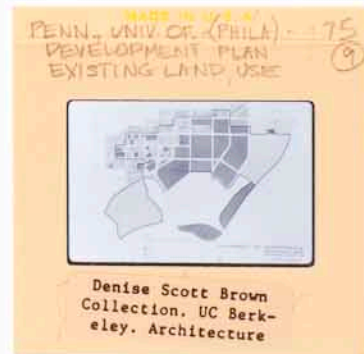 MADE IN U.S.A.
PENN., UNIV. OF. (PHILA) - '75
DEVELOPMENT PLAN
EXISTING LAND USE
9
Denise Scott Brown
Collection. UC Berk-
eley. Architecture